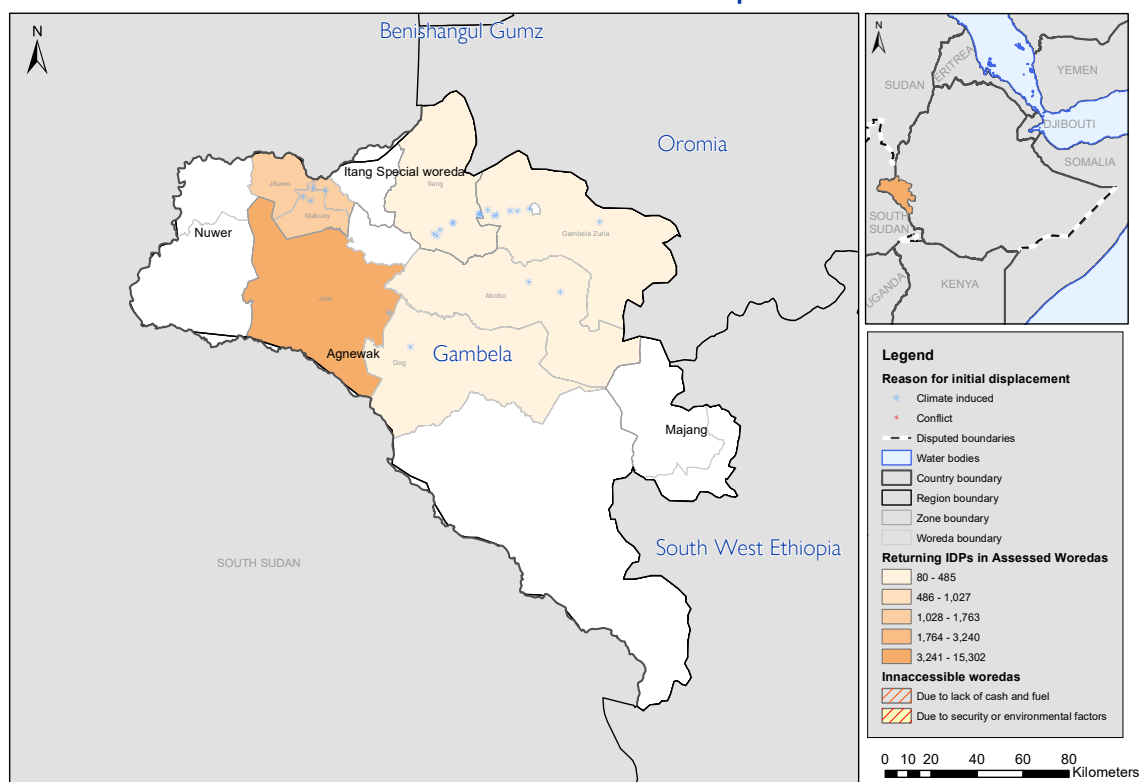 N
Benishangul Gumz
Oromia
Itang Special woreda
Itang
Jikawo
Makuey
Nuwer
Gambela Zuria
Jore
Abobo
Agnewak
Gambela
Gog
Majang
South West Ethiopia
SOUTH SUDAN
N
SUDAN
ERITREA
YEMEN
DJIBOUTI
SOMALIA
SOUTH
SUDAN
UGANDA
KENYA
Legend
Reason for initial displacement
Climate induced
Conflict
Disputed boundaries
Water bodies
Country boundary
Region boundary
Zone boundary
Woreda boundary
Returning IDPs in Assessed Woredas
80 - 485
486 - 1,027
1,028 - 1,763
1,764 - 3,240
3,241 - 15,302
Innaccessible woredas
Due to lack of cash and fuel
Due to security or environmental factors
0 10 20 40 60 80
Kilometers